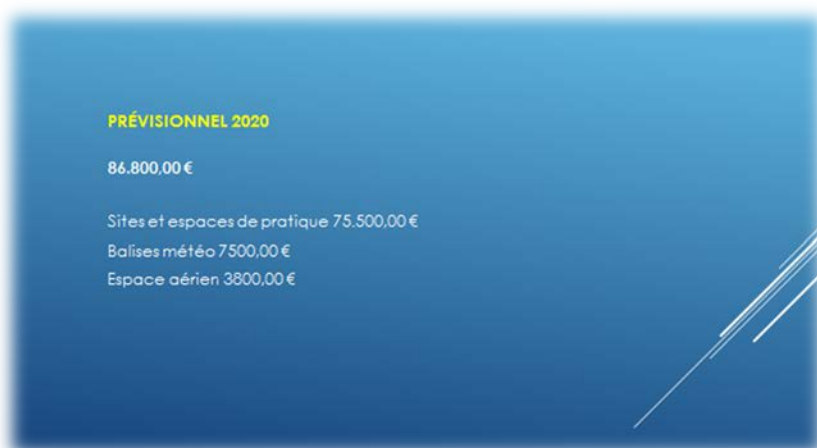 PRÉVISIONNEL 2020
86.800,00 €
Sites et espaces de pratique 75.500,00 €
Balises météo 7500,00 €
Espace aérien 3800,00 €